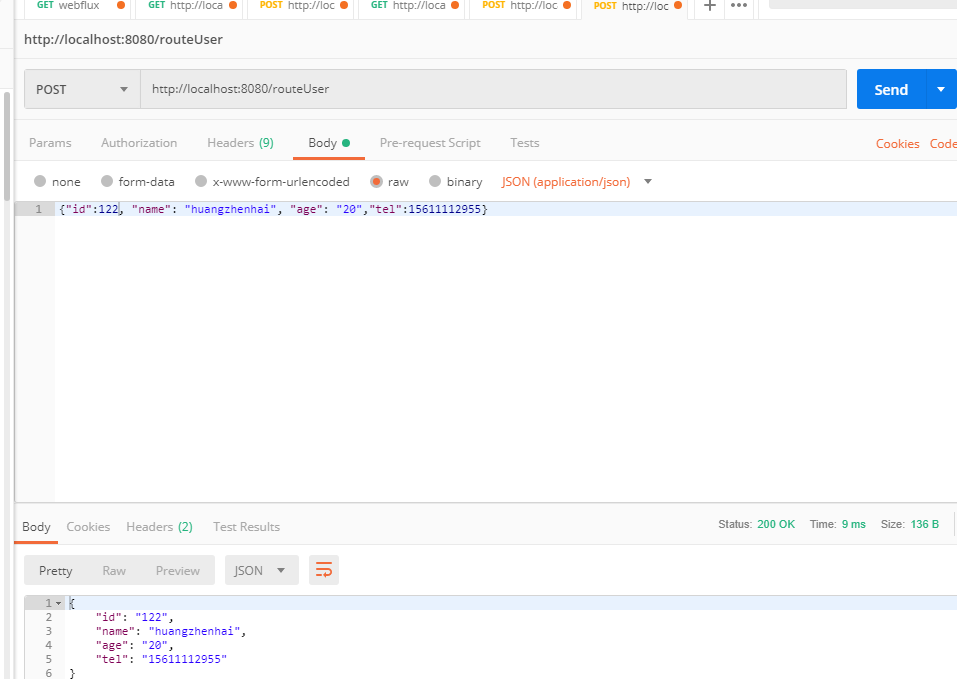 GET webflux GET http://loca POST http://loc GET http://loca POST http://loc POST http://loc + •••
http://localhost:8080/routeUser
POST http://localhost:8080/routeUser Send
Params Authorization Headers (9) Body Pre-request Script Tests Cookies Code
none form-data x-www-form-urlencoded raw binary JSON (application/json)
1 {"id":122, "name": "huangzhenhai", "age": "20","tel":15611112955}
Body Cookies Headers (2) Test Results Status: 200 OK Time: 9 ms Size: 136 B
Pretty Raw Preview JSON
1 {
2 "id": "122",
3 "name": "huangzhenhai",
4 "age": "20",
5 "tel": "15611112955"
6 }